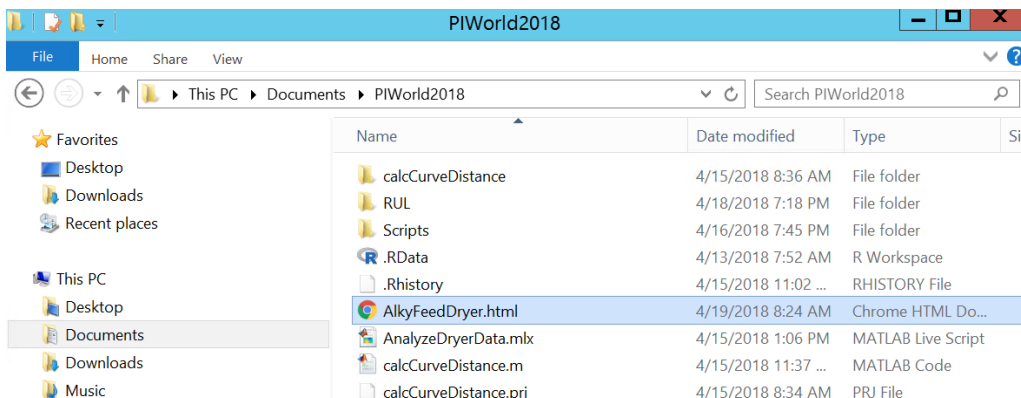 PIWorld2018
File Home Share View
This PC Documents PIWorld2018 Search PIWorld2018
Favorites
Desktop
Downloads
Recent places
This PC
Desktop
Documents
Downloads
Music
Name Date modified Type Si
calcCurveDistance 4/15/2018 8:36 AM File folder
RUL 4/18/2018 7:18 PM File folder
Scripts 4/16/2018 7:45 PM File folder
.RData 4/13/2018 7:52 AM R Workspace
.Rhistory 4/15/2018 11:02 ... RHISTORY File
AlkyFeedDryer.html 4/19/2018 8:24 AM Chrome HTML Do...
AnalyzeDryerData.mlx 4/15/2018 1:06 PM MATLAB Live Script
calcCurveDistance.m 4/15/2018 11:37 ... MATLAB Code
calcCurveDistance.prj 4/15/2018 8:34 AM PRJ File